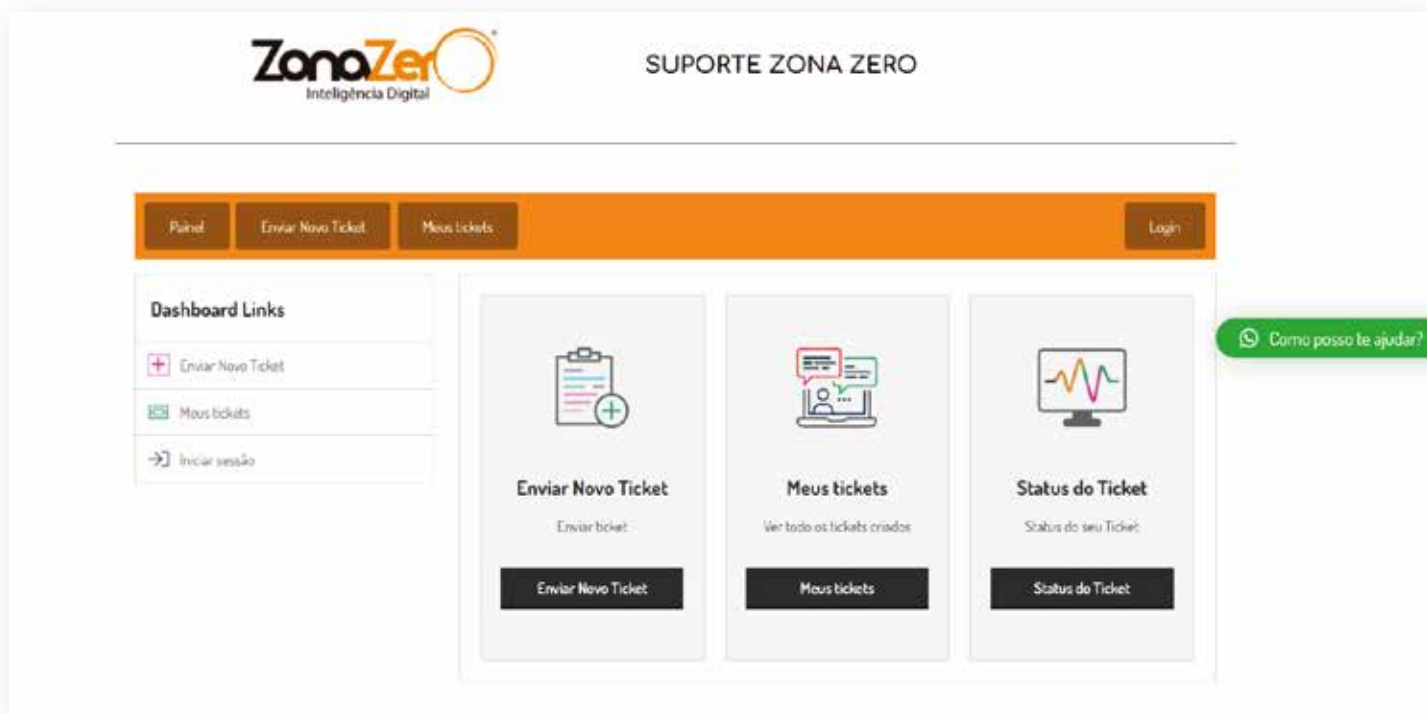 ZonaZerO
Inteligência Digital
SUPORTE ZONA ZERO
Painel
Enviar Novo Ticket
Meus tickets
Login
Dashboard Links
Enviar Novo Ticket
Meus tickets
Iniciar sessão
Enviar Novo Ticket
Enviar ticket
Enviar Novo Ticket
Meus tickets
Ver todo os tickets criados
Meus tickets
Status do Ticket
Status do seu Ticket
Status do Ticket
Como posso te ajudar?